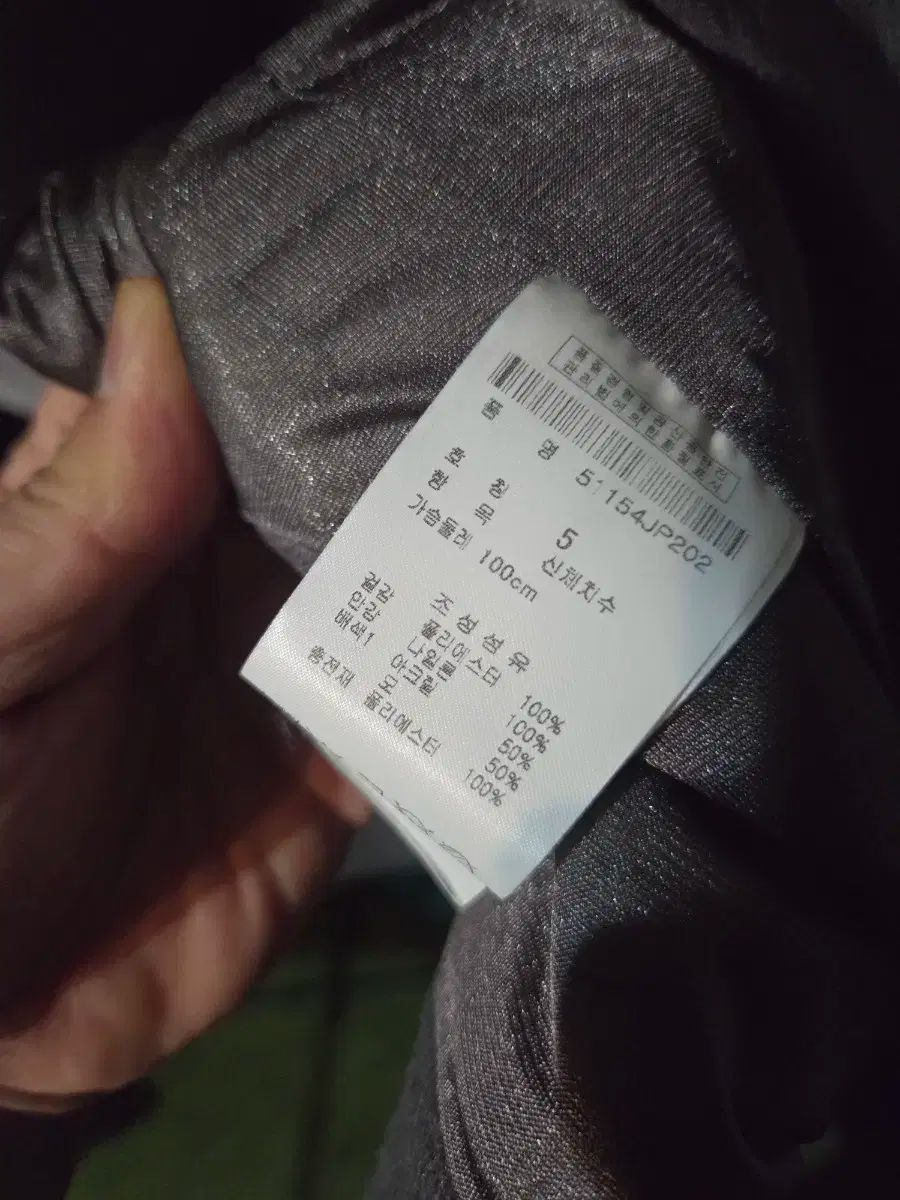 품질경영및공산품안전
관리법에의한품질표시
품 명 51154JP202
호 칭 5
항 목 신체치수
가슴둘레 100cm
조성섬유
겉감 폴리에스터 100%
안감 나일론 100%
배색1 아크릴 50%
모 50%
충전재 폴리에스터 100%